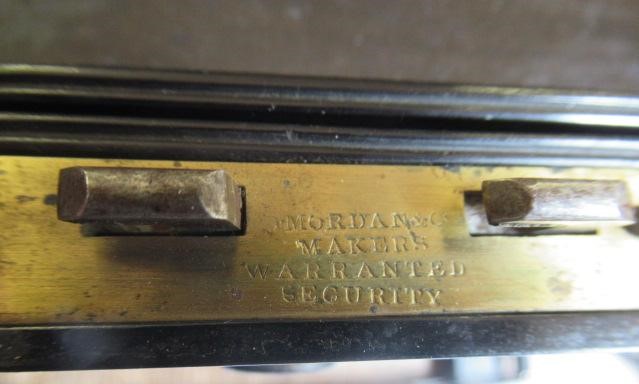 MORDAN & CO
MAKERS
WARRANTED
SECURITY